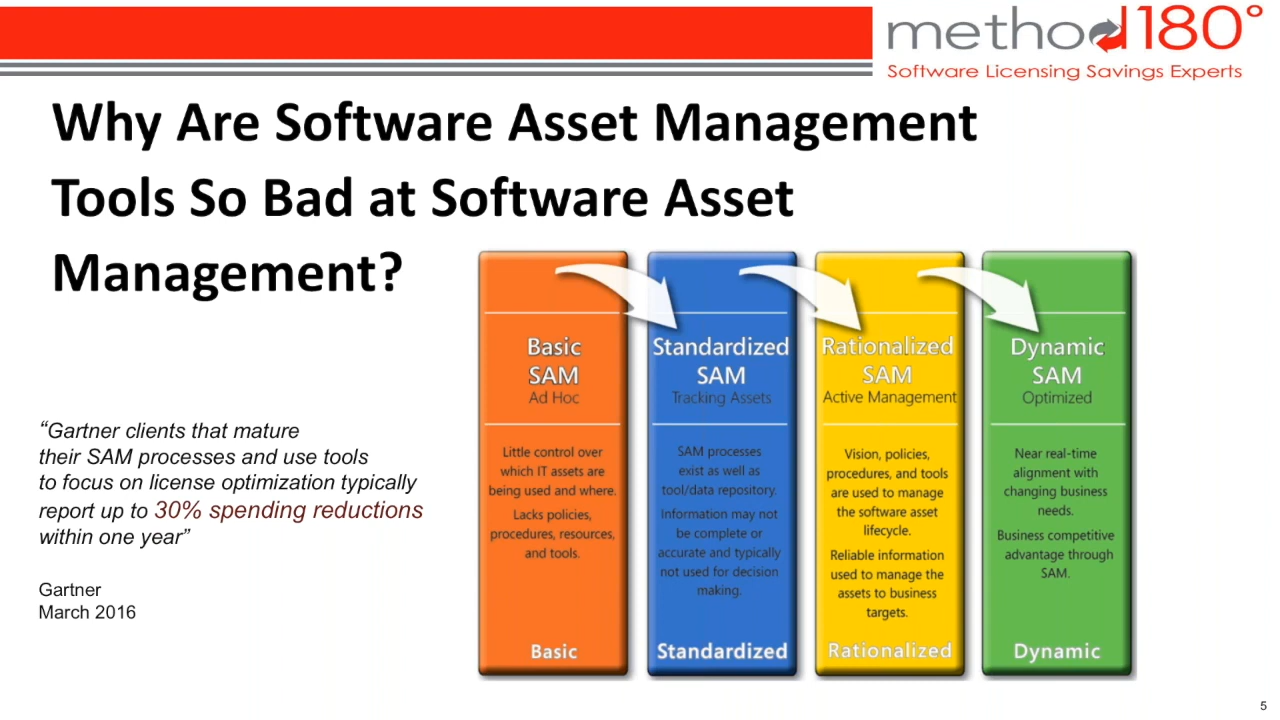 method180°
Software Licensing Savings Experts
Why Are Software Asset Management
Tools So Bad at Software Asset
Management?
“Gartner clients that mature
their SAM processes and use tools
to focus on license optimization typically
report up to 30% spending reductions
within one year”
Gartner
March 2016
Basic
SAM
Ad Hoc
Little control over
which IT assets are
being used and where.
Lacks policies,
procedures, resources,
and tools.
Basic
Standardized
SAM
Tracking Assets
SAM processes
exist as well as
tool/data repository.
Information may not
be complete or
accurate and typically
not used for decision
making.
Standardized
Rationalized
SAM
Active Management
Vision, policies,
procedures, and tools
are used to manage
the software asset
lifecycle.
Reliable information
used to manage the
assets to business
targets.
Rationalized
Dynamic
SAM
Optimized
Near real-time
alignment with
changing business
needs.
Business competitive
advantage through
SAM.
Dynamic
5